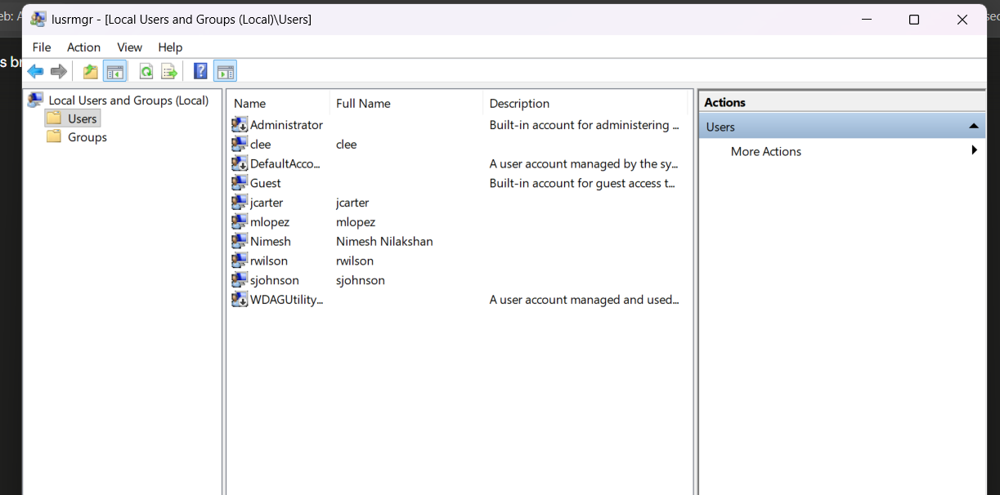 eb: A
lusrmgr - [Local Users and Groups (Local)\Users]
sec
s br
File Action View Help
Local Users and Groups (Local)
Users
Groups
Name Full Name Description
Administrator Built-in account for administering ...
clee clee
DefaultAcco... A user account managed by the sy...
Guest Built-in account for guest access t...
jcarter jcarter
mlopez mlopez
Nimesh Nimesh Nilakshan
rwilson rwilson
sjohnson sjohnson
WDAGUtility... A user account managed and used...
Actions
Users
More Actions